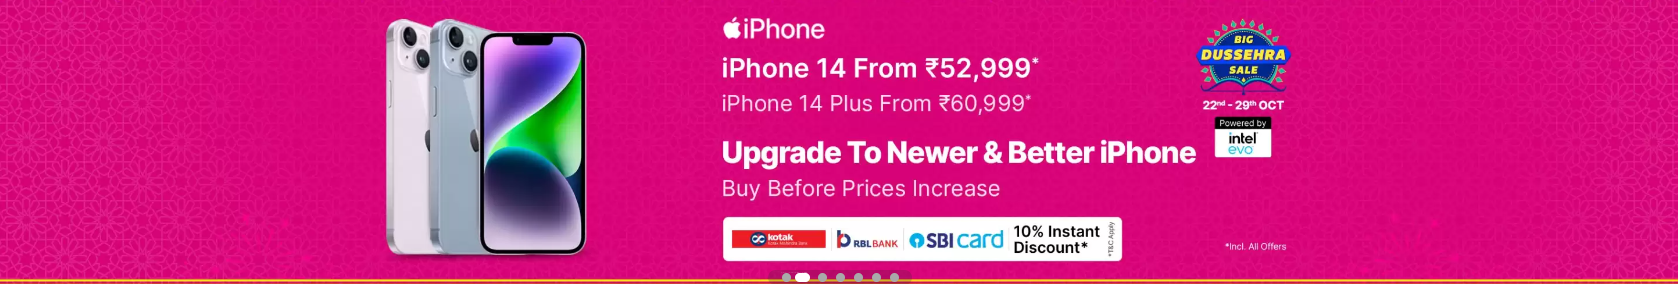 iPhone
iPhone 14 From ₹52,999*
iPhone 14 Plus From ₹60,999*
Upgrade To Newer & Better iPhone
Buy Before Prices Increase
kotak
RBL BANK
SBI card
10% Instant
Discount*
*T&C Apply
BIG
DUSSEHRA
SALE
22nd - 29th OCT
Powered by
intel
evo
*Incl. All Offers